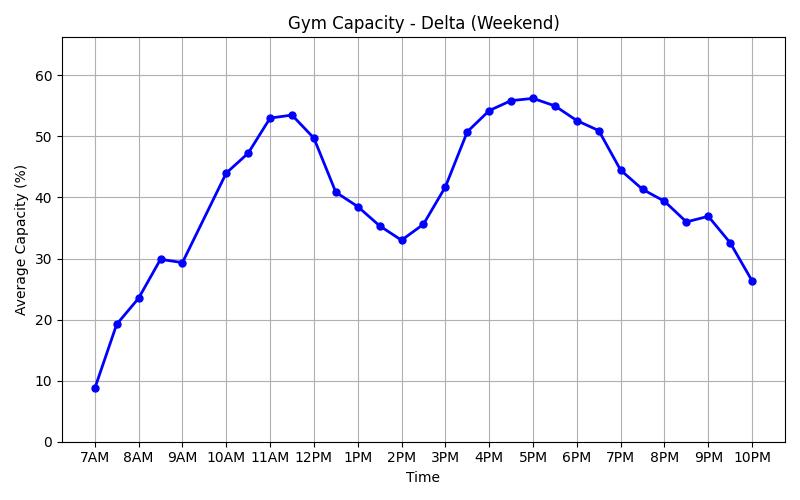 Gym Capacity - Delta (Weekend)
Average Capacity (%)
60
50
40
30
20
10
0
7AM 8AM 9AM 10AM 11AM 12PM 1PM 2PM 3PM 4PM 5PM 6PM 7PM 8PM 9PM 10PM
Time